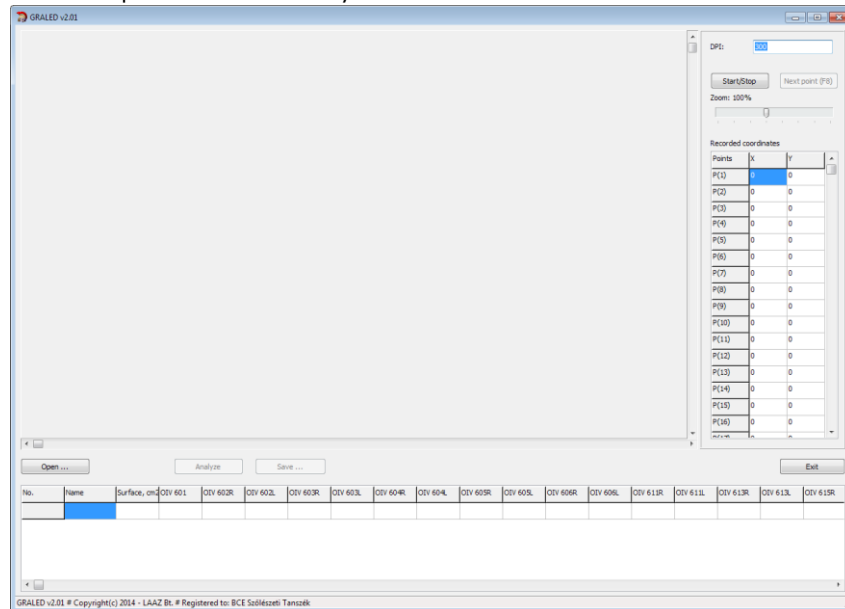 GRALED v2.01
DPI: 300
Start/Stop Next point (F8)
Zoom: 100%
Recorded coordinates
Points X Y
P(1) 0 0
P(2) 0 0
P(3) 0 0
P(4) 0 0
P(5) 0 0
P(6) 0 0
P(7) 0 0
P(8) 0 0
P(9) 0 0
P(10) 0 0
P(11) 0 0
P(12) 0 0
P(13) 0 0
P(14) 0 0
P(15) 0 0
P(16) 0 0
Open ... Analyze Save ... Exit
No. Name Surface, cm2 OIV 601 OIV 602R OIV 602L OIV 603R OIV 603L OIV 604R OIV 604L OIV 605R OIV 605L OIV 606R OIV 606L OIV 611R OIV 611L OIV 613R OIV 613L OIV 615R
GRALED v2.01 # Copyright(c) 2014 - LAAZ Bt. # Registered to: BCE Szőlészeti Tanszék